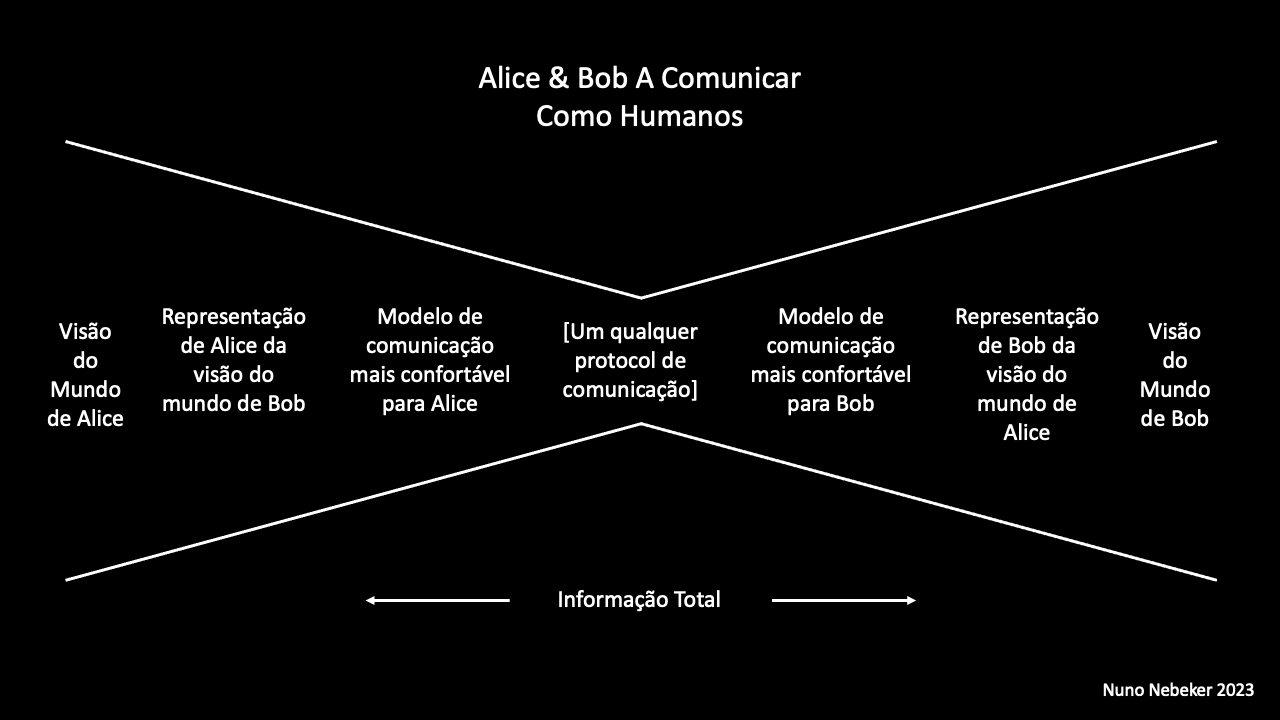 Alice & Bob A Comunicar
Como Humanos
Visão
do
Mundo
de Alice
Representação
de Alice da
visão do
mundo de Bob
Modelo de
comunicação
mais confortável
para Alice
[Um qualquer
protocol de
comunicação]
Modelo de
comunicação
mais confortável
para Bob
Representação
de Bob da
visão do
mundo de
Alice
Visão
do
Mundo
de Bob
Informação Total
Nuno Nebeker 2023